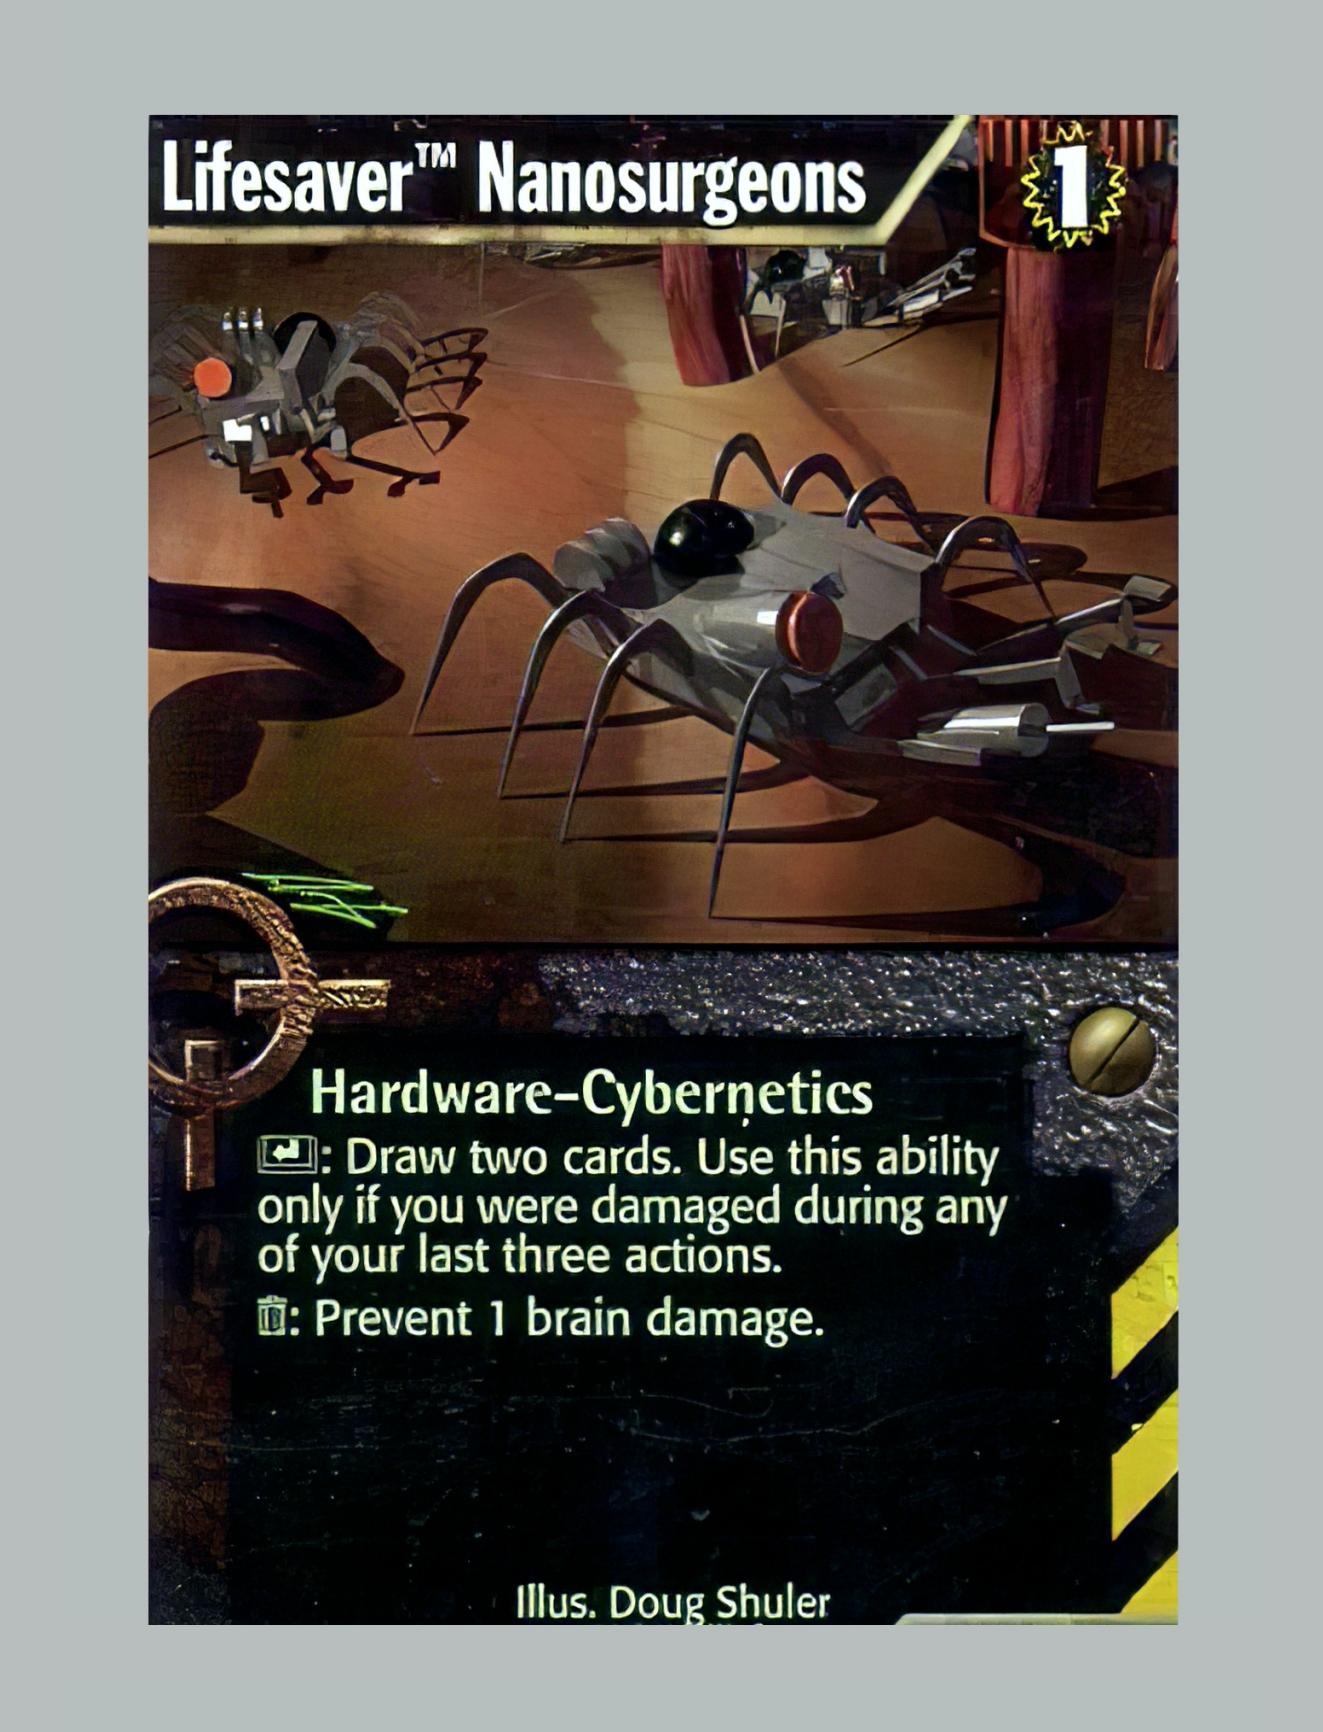 Lifesaver™ Nanosurgeons
1
Hardware–Cybernetics
: Draw two cards. Use this ability
only if you were damaged during any
of your last three actions.
: Prevent 1 brain damage.
Illus. Doug Shuler